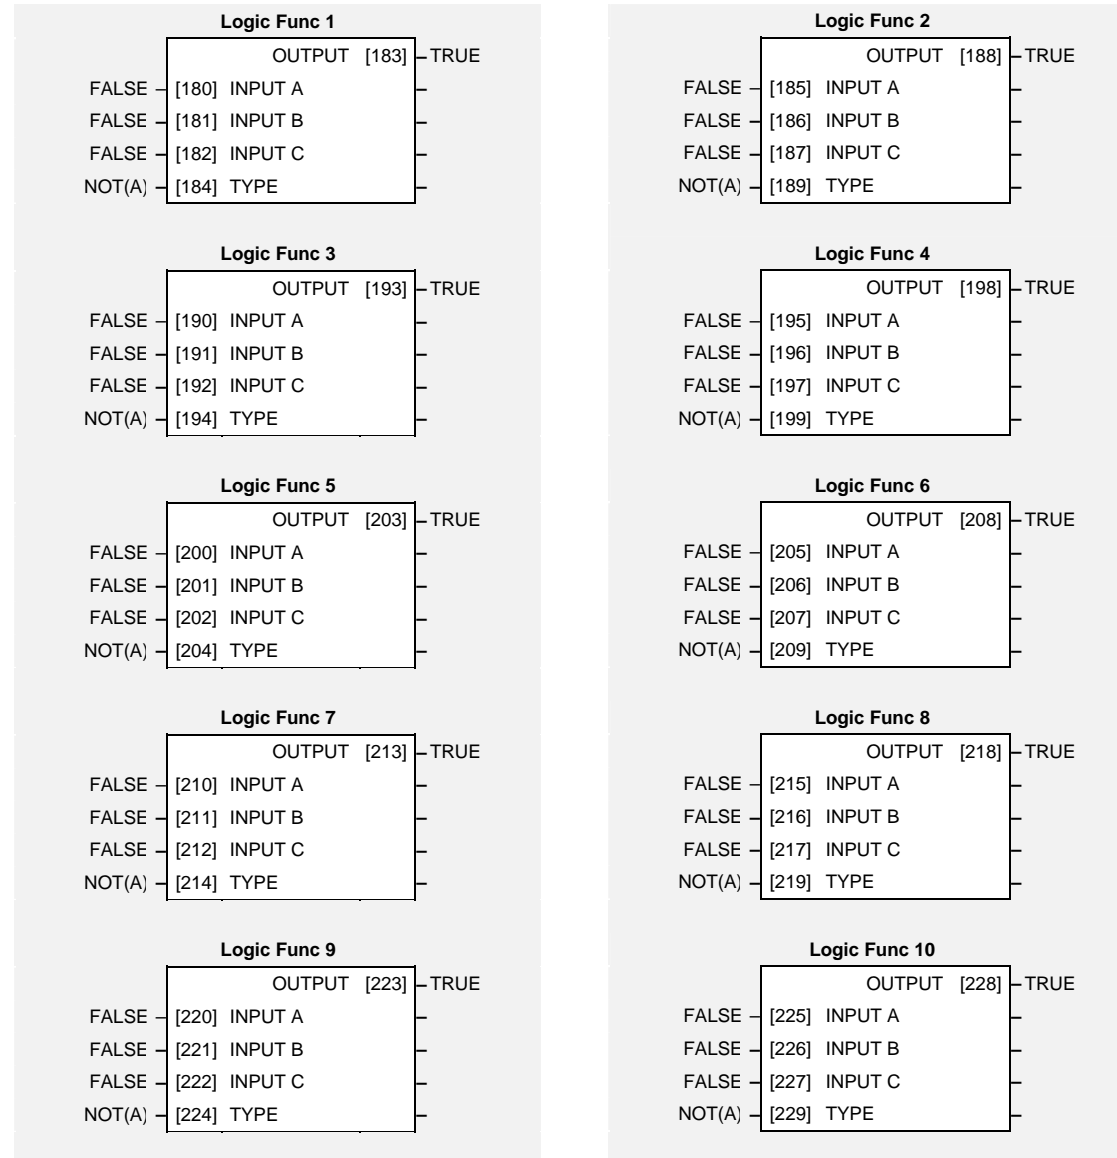 Logic Func 1
OUTPUT [183] TRUE
FALSE [180] INPUT A
FALSE [181] INPUT B
FALSE [182] INPUT C
NOT(A) [184] TYPE
Logic Func 2
OUTPUT [188] TRUE
FALSE [185] INPUT A
FALSE [186] INPUT B
FALSE [187] INPUT C
NOT(A) [189] TYPE
Logic Func 3
OUTPUT [193] TRUE
FALSE [190] INPUT A
FALSE [191] INPUT B
FALSE [192] INPUT C
NOT(A) [194] TYPE
Logic Func 4
OUTPUT [198] TRUE
FALSE [195] INPUT A
FALSE [196] INPUT B
FALSE [197] INPUT C
NOT(A) [199] TYPE
Logic Func 5
OUTPUT [203] TRUE
FALSE [200] INPUT A
FALSE [201] INPUT B
FALSE [202] INPUT C
NOT(A) [204] TYPE
Logic Func 6
OUTPUT [208] TRUE
FALSE [205] INPUT A
FALSE [206] INPUT B
FALSE [207] INPUT C
NOT(A) [209] TYPE
Logic Func 7
OUTPUT [213] TRUE
FALSE [210] INPUT A
FALSE [211] INPUT B
FALSE [212] INPUT C
NOT(A) [214] TYPE
Logic Func 8
OUTPUT [218] TRUE
FALSE [215] INPUT A
FALSE [216] INPUT B
FALSE [217] INPUT C
NOT(A) [219] TYPE
Logic Func 9
OUTPUT [223] TRUE
FALSE [220] INPUT A
FALSE [221] INPUT B
FALSE [222] INPUT C
NOT(A) [224] TYPE
Logic Func 10
OUTPUT [228] TRUE
FALSE [225] INPUT A
FALSE [226] INPUT B
FALSE [227] INPUT C
NOT(A) [229] TYPE